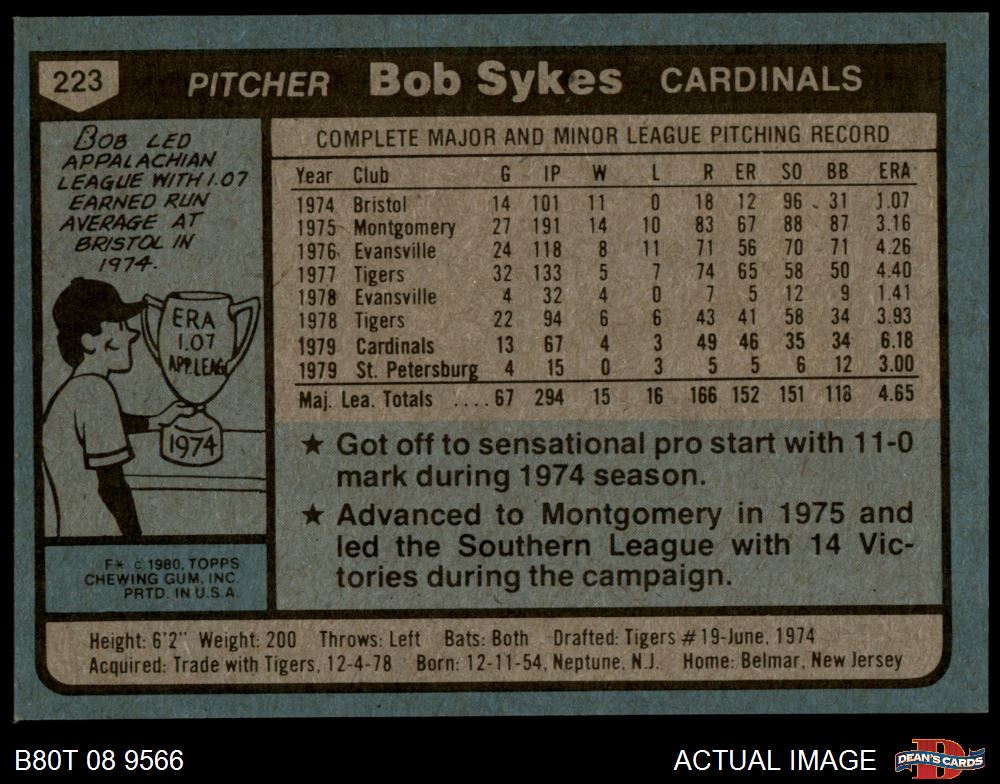 223 PITCHER Bob Sykes CARDINALS
BOB LED
APPALACHIAN
LEAGUE WITH 1.07
EARNED RUN
AVERAGE AT
BRISTOL IN
1974.
ERA
1.07
APP. LEAGC
1974
F* © 1980, TOPPS
CHEWING GUM, INC.
PRTD. IN U.S.A.
COMPLETE MAJOR AND MINOR LEAGUE PITCHING RECORD
Year Club G IP W L R ER SO BB ERA
1974 Bristol 14 101 11 0 18 12 96 31 1.07
1975 Montgomery 27 191 14 10 83 67 88 87 3.16
1976 Evansville 24 118 8 11 71 56 70 71 4.26
1977 Tigers 32 133 5 7 74 65 58 50 4.40
1978 Evansville 4 32 4 0 7 5 12 9 1.41
1978 Tigers 22 94 6 6 43 41 58 34 3.93
1979 Cardinals 13 67 4 3 49 46 35 34 6.18
1979 St. Petersburg 4 15 0 3 5 5 6 12 3.00
Maj. Lea. Totals ....67 294 15 16 166 152 151 118 4.65
★ Got off to sensational pro start with 11-0
mark during 1974 season.
★ Advanced to Montgomery in 1975 and
led the Southern League with 14 Vic-
tories during the campaign.
Height: 6'2" Weight: 200 Throws: Left Bats: Both Drafted: Tigers #19-June, 1974
Acquired: Trade with Tigers, 12-4-78 Born: 12-11-54, Neptune, N.J. Home: Belmar, New Jersey
B80T 08 9566
ACTUAL IMAGE
D
DEAN'S CARDS